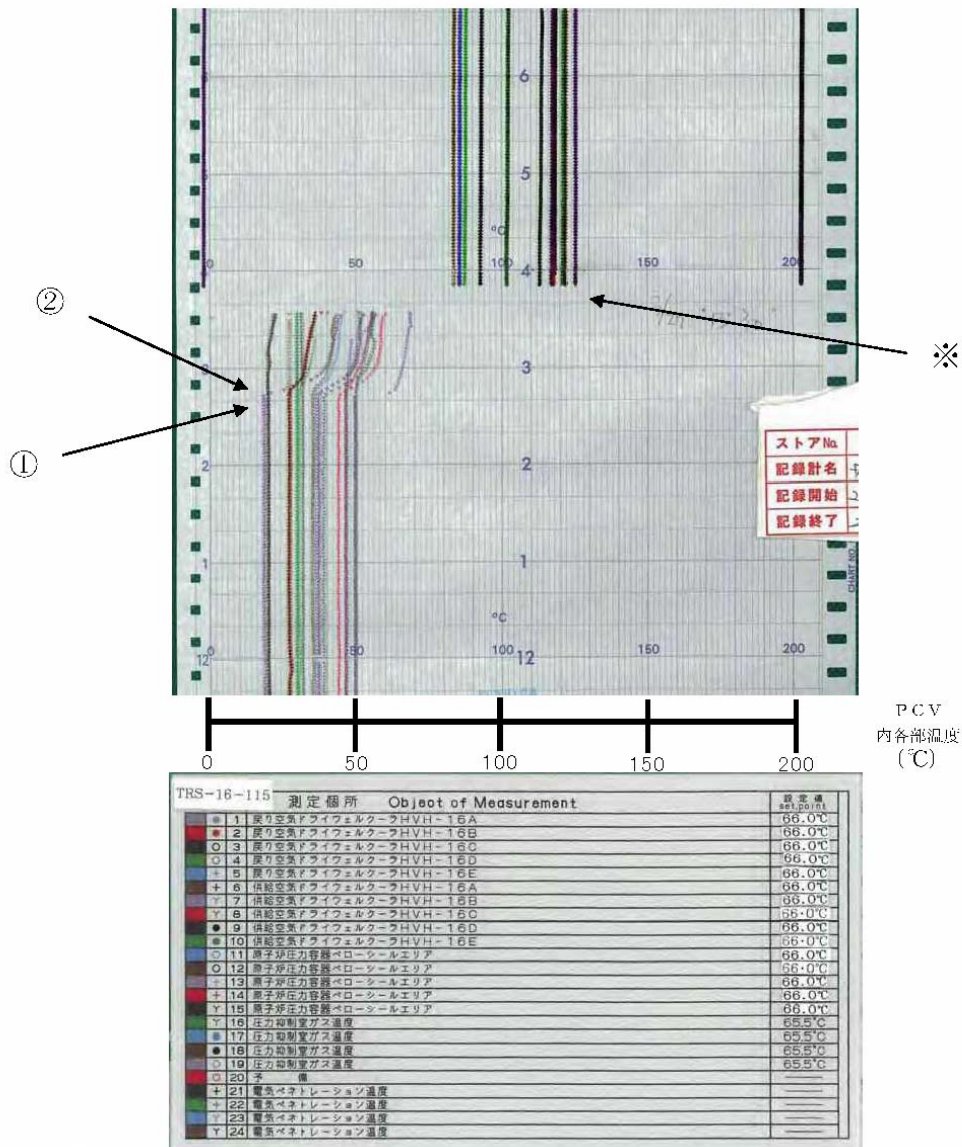 6
5
℃
0 50 100 4 150 200
②
※
3
①
2 2
1 1
℃
12 50 100 12 150 200
ストアNo.
記録計名
記録開始
記録終了
CHART NO.
PCV
内各部温度
(℃)
0 50 100 150 200
TRS-16-115 測定個所 Object of Measurement 設定値 set.point
1 戻り空気ドライウェルクーラHVH-16A 66.0℃
2 戻り空気ドライウェルクーラHVH-16B 66.0℃
3 戻り空気ドライウェルクーラHVH-16C 66.0℃
4 戻り空気ドライウェルクーラHVH-16D 66.0℃
5 戻り空気ドライウェルクーラHVH-16E 66.0℃
6 供給空気ドライウェルクーラHVH-16A 66.0℃
7 供給空気ドライウェルクーラHVH-16B 66.0℃
8 供給空気ドライウェルクーラHVH-16C 66·0℃
9 供給空気ドライウェルクーラHVH-16D 66.0℃
10 供給空気ドライウェルクーラHVH-16E 66·0℃
11 原子炉圧力容器ベローシールエリア 66.0℃
12 原子炉圧力容器ベローシールエリア 66·0℃
13 原子炉圧力容器ベローシールエリア 66.0℃
14 原子炉圧力容器ベローシールエリア 66.0℃
15 原子炉圧力容器ベローシールエリア 66.0℃
16 圧力抑制室ガス温度 65.5℃
17 圧力抑制室ガス温度 65.5℃
18 圧力抑制室ガス温度 65.5℃
19 圧力抑制室ガス温度 65.5℃
20 予 備
21 電気ペネトレーション温度
22 電気ペネトレーション温度
23 電気ペネトレーション温度
24 電気ペネトレーション温度